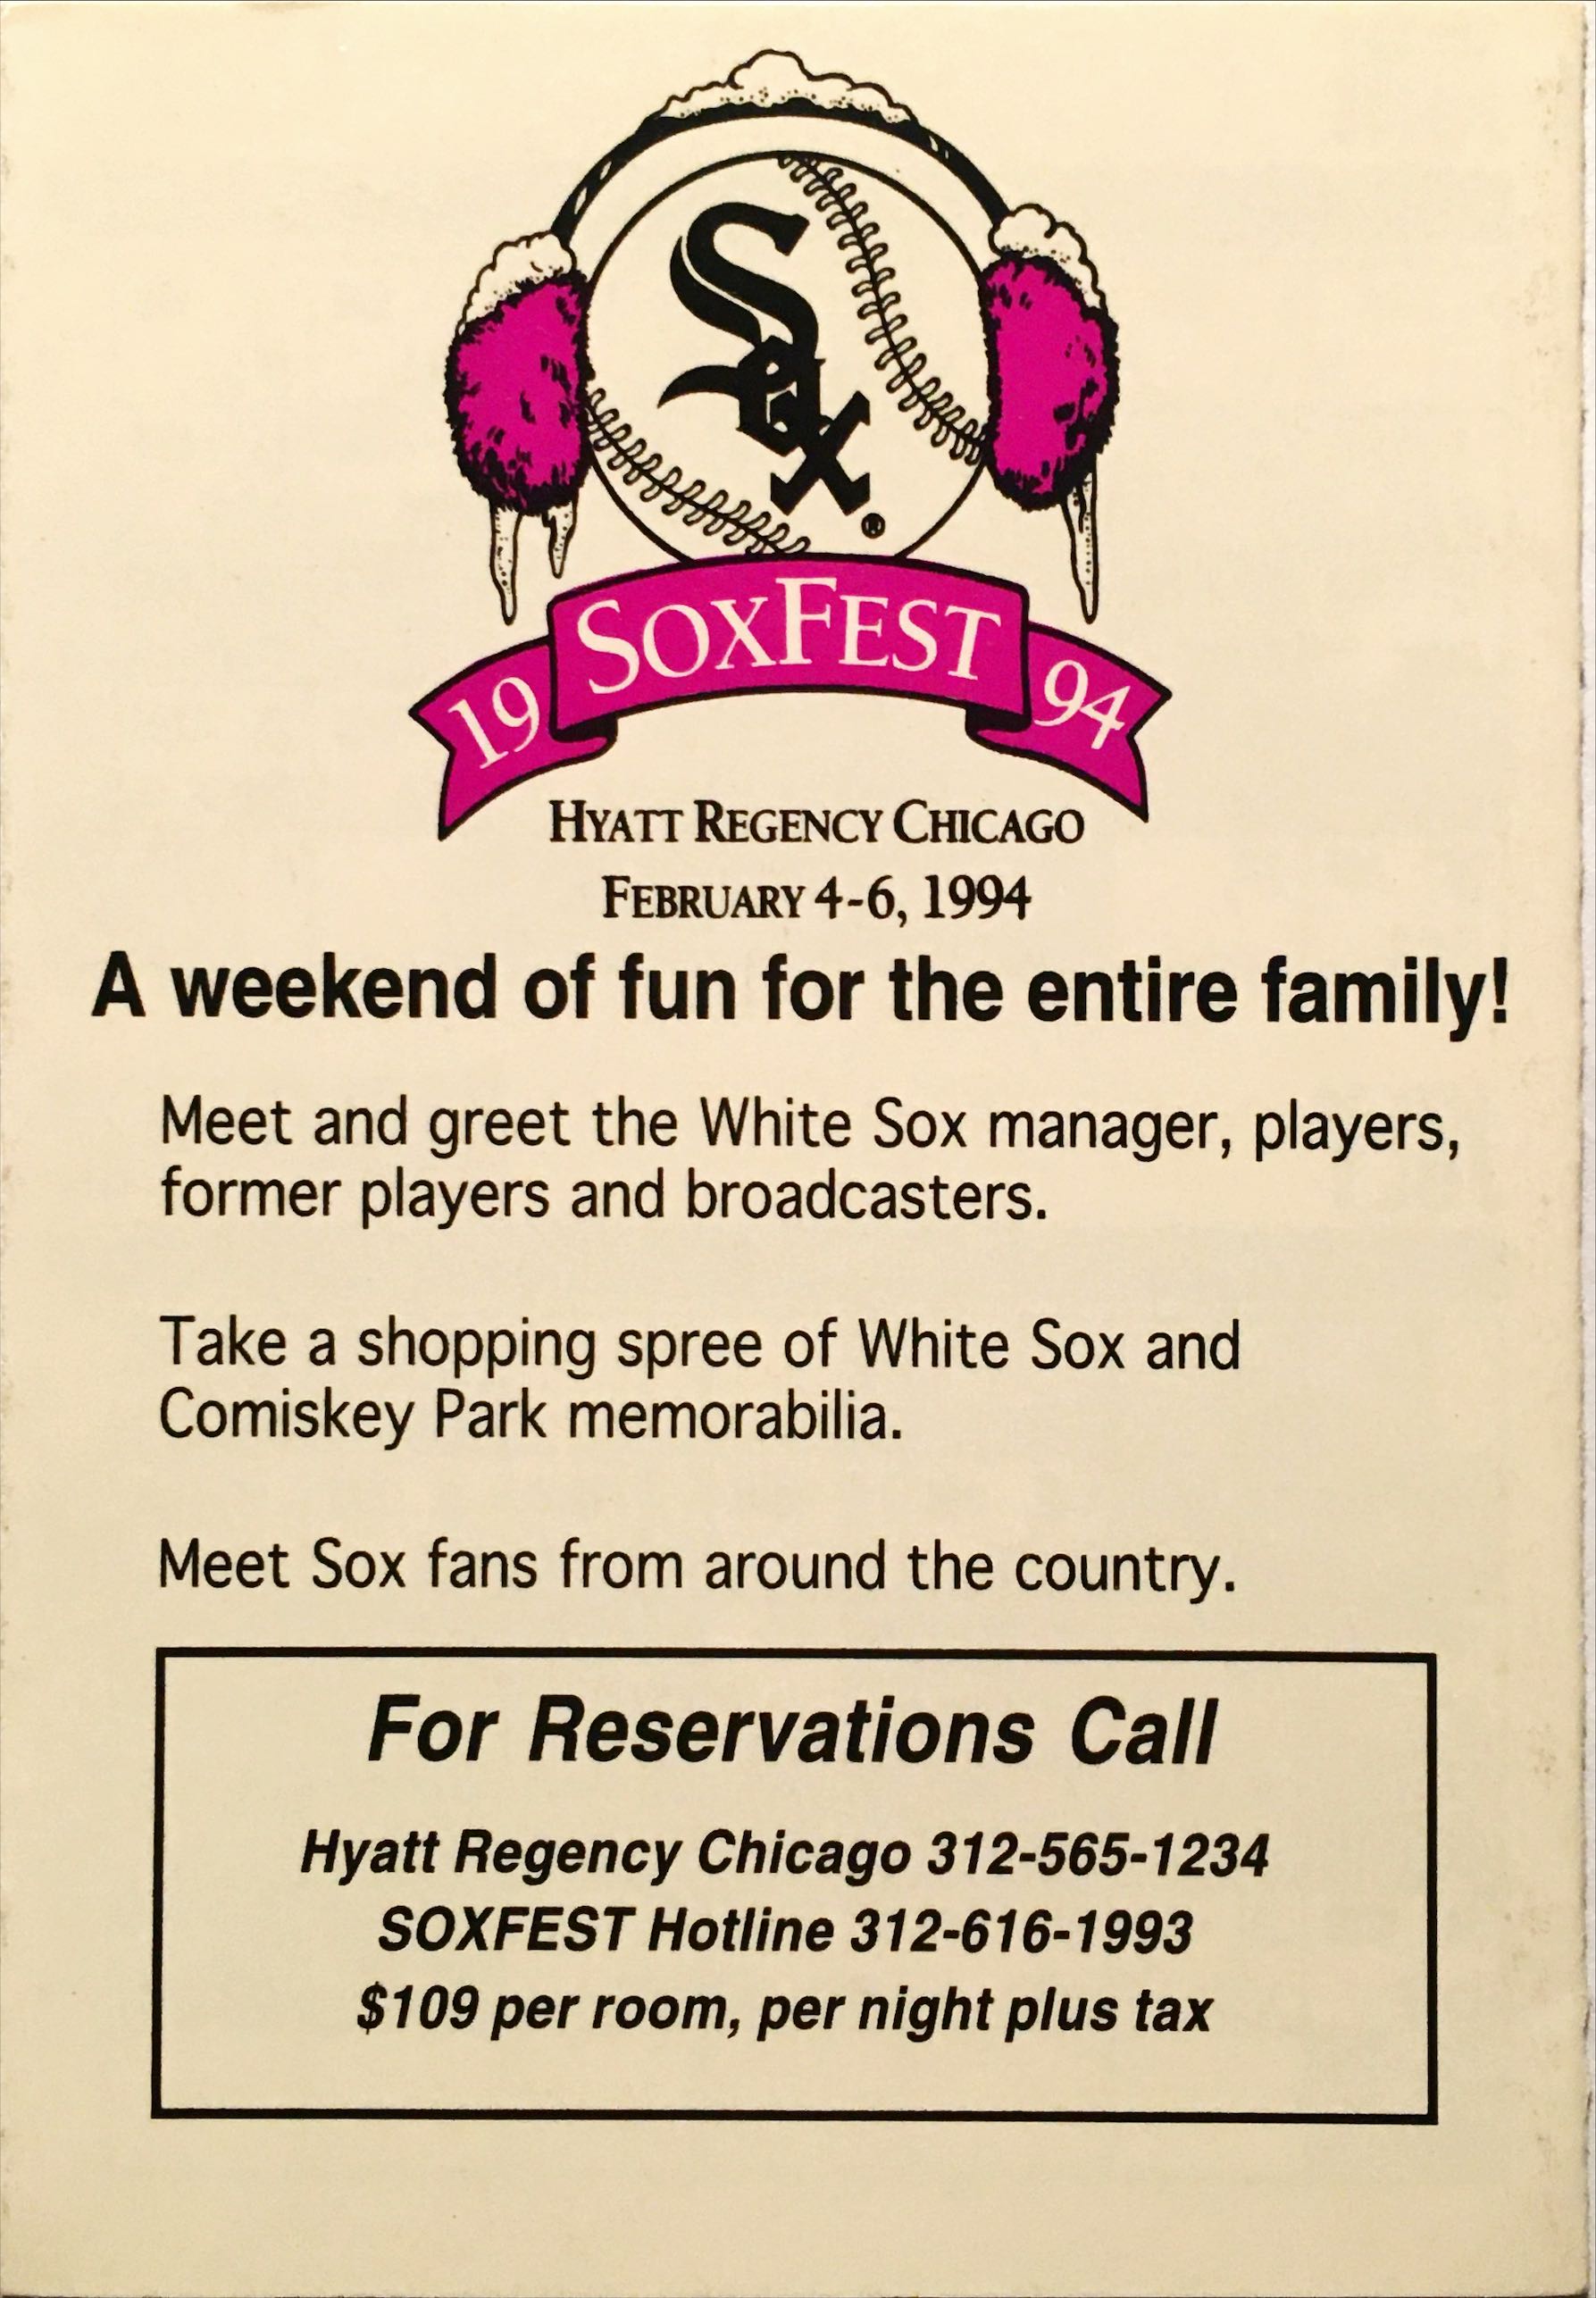 Sox®
19 SOXFEST 94
HYATT REGENCY CHICAGO
FEBRUARY 4-6, 1994
A weekend of fun for the entire family!
Meet and greet the White Sox manager, players,
former players and broadcasters.
Take a shopping spree of White Sox and
Comiskey Park memorabilia.
Meet Sox fans from around the country.
For Reservations Call
Hyatt Regency Chicago 312-565-1234
SOXFEST Hotline 312-616-1993
$109 per room, per night plus tax